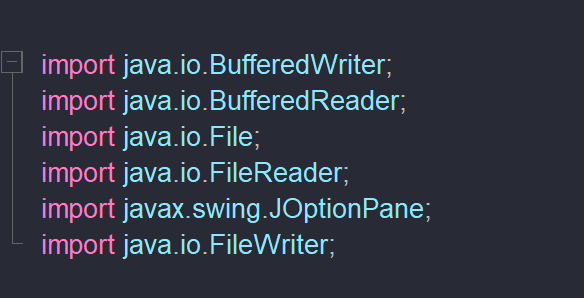 import java.io.BufferedWriter;
import java.io.BufferedReader;
import java.io.File;
import java.io.FileReader;
import javax.swing.JOptionPane;
import java.io.FileWriter;